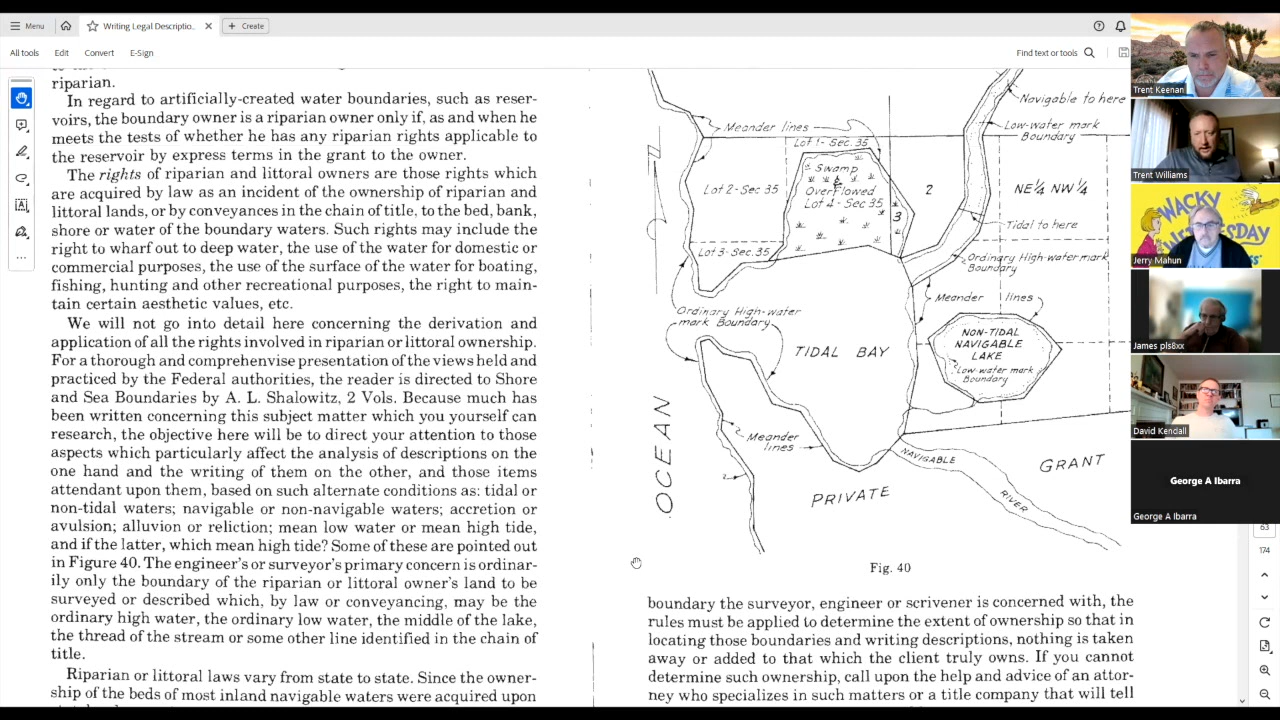 Menu
Writing Legal Descriptio...
Create
All tools
Edit
Convert
E-Sign
Find text or tools
riparian.
In regard to artificially-created water boundaries, such as reser-
voirs, the boundary owner is a riparian owner only if, as and when he
meets the tests of whether he has any riparian rights applicable to
the reservoir by express terms in the grant to the owner.
The rights of riparian and littoral owners are those rights which
are acquired by law as an incident of the ownership of riparian and
littoral lands, or by conveyances in the chain of title, to the bed, bank,
shore or water of the boundary waters. Such rights may include the
right to wharf out to deep water, the use of the water for domestic or
commercial purposes, the use of the surface of the water for boating,
fishing, hunting and other recreational purposes, the right to main-
tain certain aesthetic values, etc.
We will not go into detail here concerning the derivation and
application of all the rights involved in riparian or littoral ownership.
For a thorough and comprehenvise presentation of the views held and
practiced by the Federal authorities, the reader is directed to Shore
and Sea Boundaries by A. L. Shalowitz, 2 Vols. Because much has
been written concerning this subject matter which you yourself can
research, the objective here will be to direct your attention to those
aspects which particularly affect the analysis of descriptions on the
one hand and the writing of them on the other, and those items
attendant upon them, based on such alternate conditions as: tidal or
non-tidal waters; navigable or non-navigable waters; accretion or
avulsion; alluvion or reliction; mean low water or mean high tide,
and if the latter, which mean high tide? Some of these are pointed out
in Figure 40. The engineer's or surveyor's primary concern is ordinar-
ily only the boundary of the riparian or littoral owner's land to be
surveyed or described which, by law or conveyancing, may be the
ordinary high water, the ordinary low water, the middle of the lake,
the thread of the stream or some other line identified in the chain of
title.
Riparian or littoral laws vary from state to state. Since the owner-
ship of the beds of most inland navigable waters were acquired upon
Navigable to here
Meander lines
Low-water mark
Boundary
Lot 1- Sec. 35
Swamp
&
Overflowed
Lot 4 - Sec 35
Lot 2-Sec. 35
2
3
NE 1/4 NW 1/4
Tidal to here
Lot 3-Sec. 35
Ordinary High-water mark
Boundary
Meander lines
Ordinary High-water
mark Boundary
NON-TIDAL
NAVIGABLE
LAKE
Low-water mark
Boundary
TIDAL BAY
OCEAN
Meander
lines
NAVIGABLE
RIVER
GRANT
PRIVATE
Fig. 40
boundary the surveyor, engineer or scrivener is concerned with, the
rules must be applied to determine the extent of ownership so that in
locating those boundaries and writing descriptions, nothing is taken
away or added to that which the client truly owns. If you cannot
determine such ownership, call upon the help and advice of an attor-
ney who specializes in such matters or a title company that will tell
Trent Keenan
Trent Williams
WACKY
WEDNESDAY
Jerry Mahun
James pls8xx
David Kendall
George A Ibarra
George A Ibarra
63
174